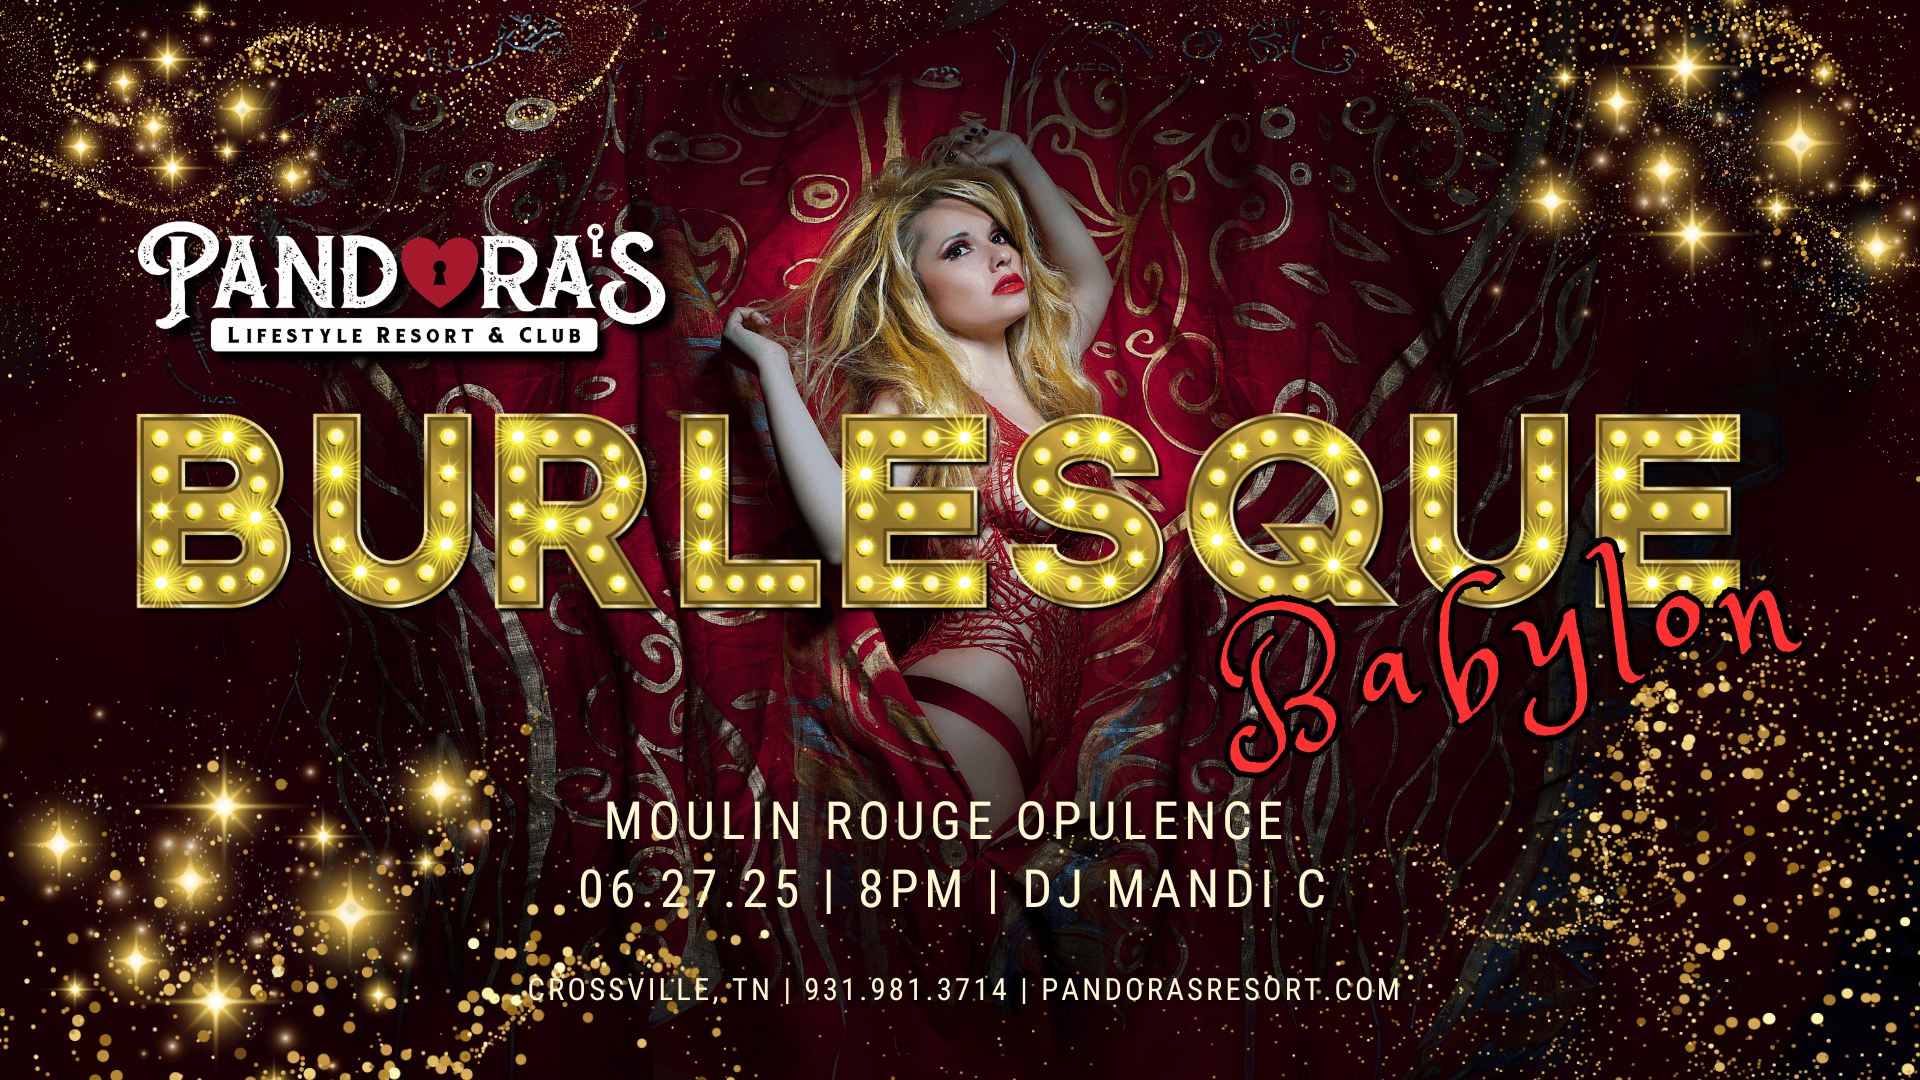 PANDORA'S
LIFESTYLE RESORT & CLUB
BURLESQUE
Babylon
MOULIN ROUGE OPULENCE
06.27.25 | 8PM | DJ MANDI C
CROSSVILLE, TN | 931.981.3714 | PANDORASRESORT.COM